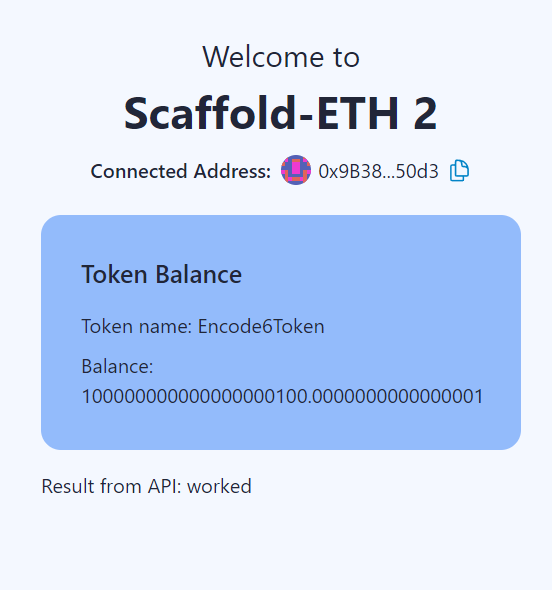 Welcome to
Scaffold-ETH 2
Connected Address: 0x9B38...50d3
Token Balance
Token name: Encode6Token
Balance:
100000000000000000100.0000000000000001
Result from API: worked